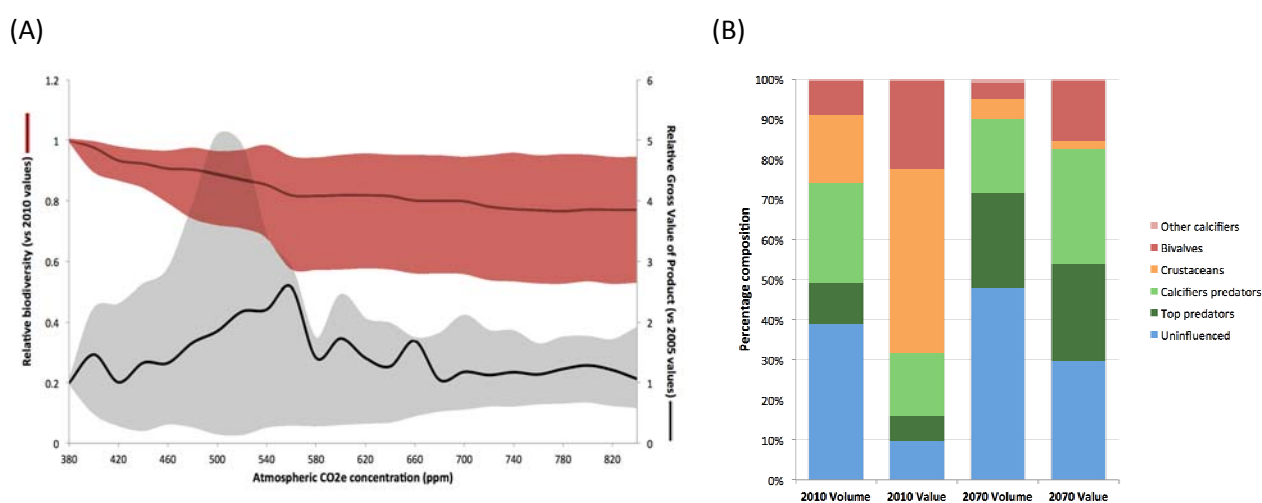 (A)
(B)
Relative biodiversity (vs 2010 values)
1.2
1
0.8
0.6
0.4
0.2
0
6
5
4
3
2
1
0
Relative Gross Value of Product (vs 2005 values)
380 420 460 500 540 580 620 660 700 740 780 820
Atmospheric CO2e concentration (ppm)
Percentage composition
100%
90%
80%
70%
60%
50%
40%
30%
20%
10%
0%
2010 Volume 2010 Value 2070 Volume 2070 Value
Other calcifiers
Bivalves
Crustaceans
Calcifiers predators
Top predators
Uninfluenced